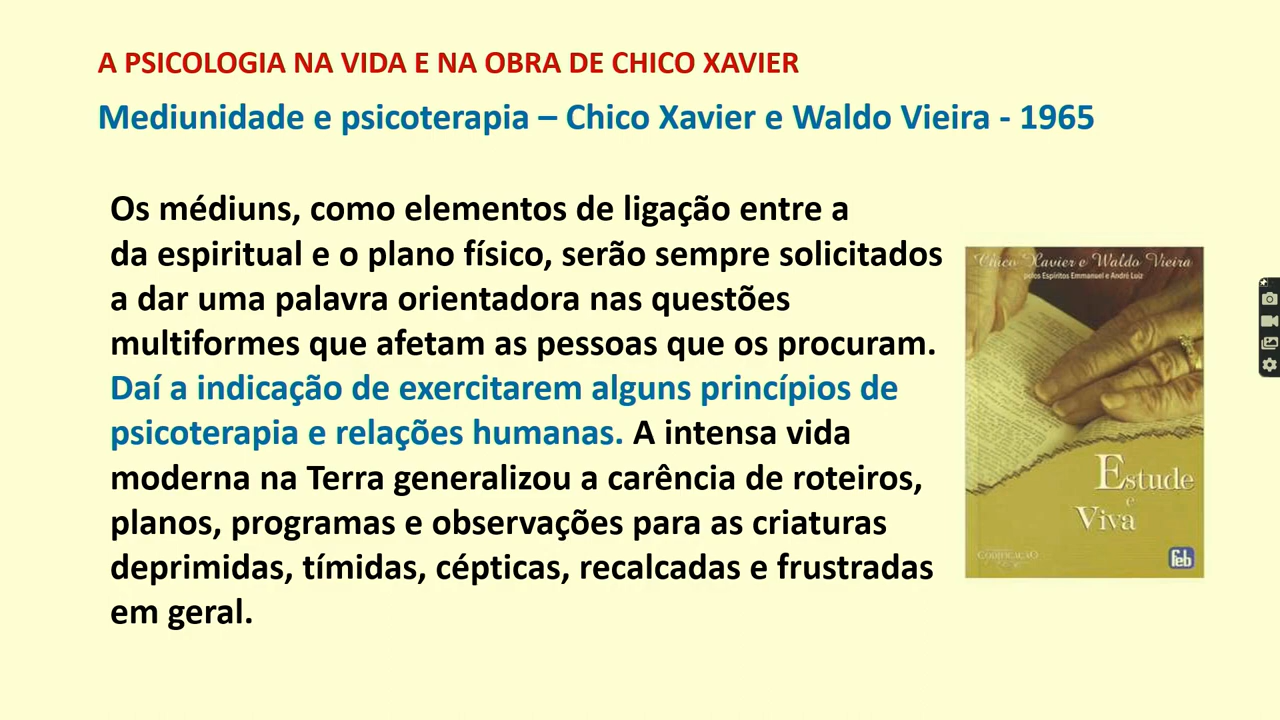 A PSICOLOGIA NA VIDA E NA OBRA DE CHICO XAVIER
Mediunidade e psicoterapia – Chico Xavier e Waldo Vieira - 1965
Os médiuns, como elementos de ligação entre a
da espiritual e o plano físico, serão sempre solicitados
a dar uma palavra orientadora nas questões
multiformes que afetam as pessoas que os procuram.
Daí a indicação de exercitarem alguns princípios de
psicoterapia e relações humanas. A intensa vida
moderna na Terra generalizou a carência de roteiros,
planos, programas e observações para as criaturas
deprimidas, tímidas, cépticas, recalcadas e frustradas
em geral.
Chico Xavier e Waldo Vieira
pelos Espíritos Emmanuel e André Luiz
Estude
e
Viva
CODIFICAÇÃO
feb